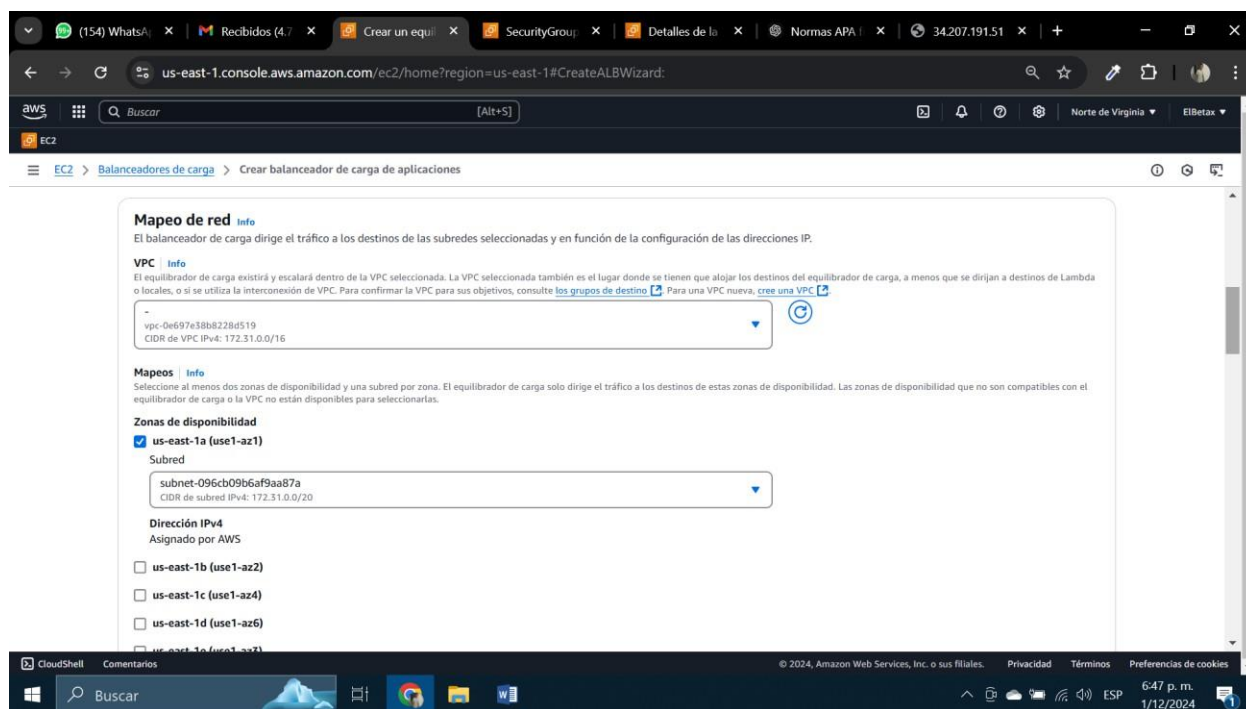 (154) WhatsA
Recibidos (4.7
Crear un equil
SecurityGroup
Detalles de la
Normas APA
34.207.191.51
us-east-1.console.aws.amazon.com/ec2/home?region=us-east-1#CreateALBWizard:
aws
Buscar
[Alt+S]
Norte de Virginia
ElBetax
EC2
EC2 > Balanceadores de carga > Crear balanceador de carga de aplicaciones
Mapeo de red Info
El balanceador de carga dirige el tráfico a los destinos de las subredes seleccionadas y en función de la configuración de las direcciones IP.
VPC Info
El equilibrador de carga existirá y escalará dentro de la VPC seleccionada. La VPC seleccionada también es el lugar donde se tienen que alojar los destinos del equilibrador de carga, a menos que se dirijan a destinos de Lambda
o locales, o si se utiliza la interconexión de VPC. Para confirmar la VPC para sus objetivos, consulte los grupos de destino. Para una VPC nueva, cree una VPC.
-
vpc-0e697e38b8228d519
CIDR de VPC IPv4: 172.31.0.0/16
Mapeos Info
Seleccione al menos dos zonas de disponibilidad y una subred por zona. El equilibrador de carga solo dirige el tráfico a los destinos de estas zonas de disponibilidad. Las zonas de disponibilidad que no son compatibles con el
equilibrador de carga o la VPC no están disponibles para seleccionarlas.
Zonas de disponibilidad
us-east-1a (use1-az1)
Subred
subnet-096cb09b6af9aa87a
CIDR de subred IPv4: 172.31.0.0/20
Dirección IPv4
Asignado por AWS
us-east-1b (use1-az2)
us-east-1c (use1-az4)
us-east-1d (use1-az6)
us-east-1e (use1-az3)
CloudShell Comentarios
© 2024, Amazon Web Services, Inc. o sus filiales. Privacidad Términos Preferencias de cookies
Buscar
ESP
6:47 p. m.
1/12/2024
1